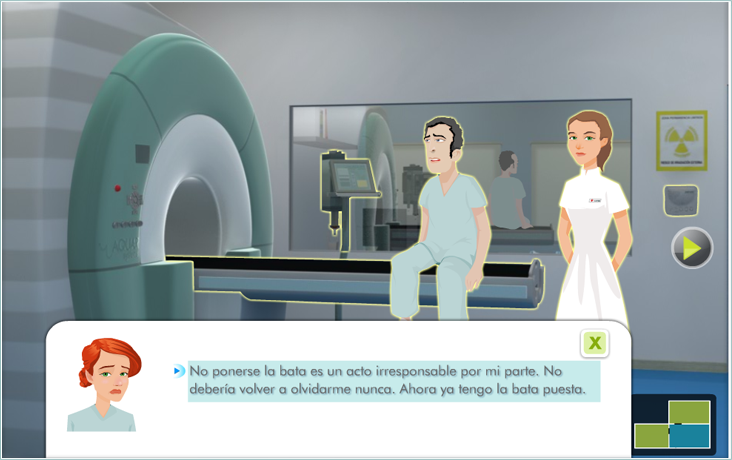 No ponerse la bata es un acto irresponsable por mi parte. No
debería volver a olvidarme nunca. Ahora ya tengo la bata puesta.
X